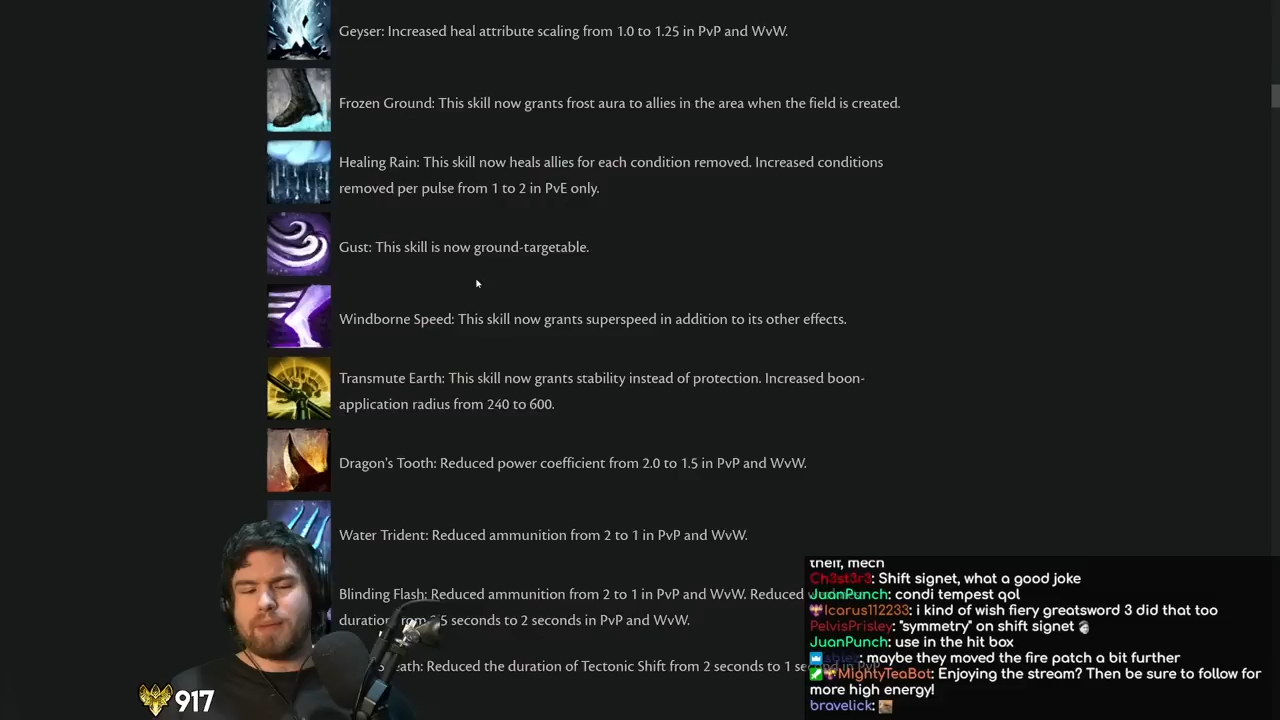 Geyser: Increased heal attribute scaling from 1.0 to 1.25 in PvP and WvW.
Frozen Ground: This skill now grants frost aura to allies in the area when the field is created.
Healing Rain: This skill now heals allies for each condition removed. Increased conditions
removed per pulse from 1 to 2 in PvE only.
Gust: This skill is now ground-targetable.
Windborne Speed: This skill now grants superspeed in addition to its other effects.
Transmute Earth: This skill now grants stability instead of protection. Increased boon-
application radius from 240 to 600.
Dragon's Tooth: Reduced power coefficient from 2.0 to 1.5 in PvP and WvW.
Water Trident: Reduced ammunition from 2 to 1 in PvP and WvW.
Blinding Flash: Reduced ammunition from 2 to 1 in PvP and WvW. Reduced
duration from 5 seconds to 2 seconds in PvP and WvW.
Reduced the duration of Tectonic Shift from 2 seconds to 1
their, mech
Ch3st3r3: Shift signet, what a good joke
JuanPunch: condi tempest qol
Icarus112233: i kind of wish fiery greatsword 3 did that too
PelvisPrisley: "symmetry" on shift signet
JuanPunch: use in the hit box
: maybe they moved the fire patch a bit further
MightyTeaBot: Enjoying the stream? Then be sure to follow for
more high energy!
bravelick:
917